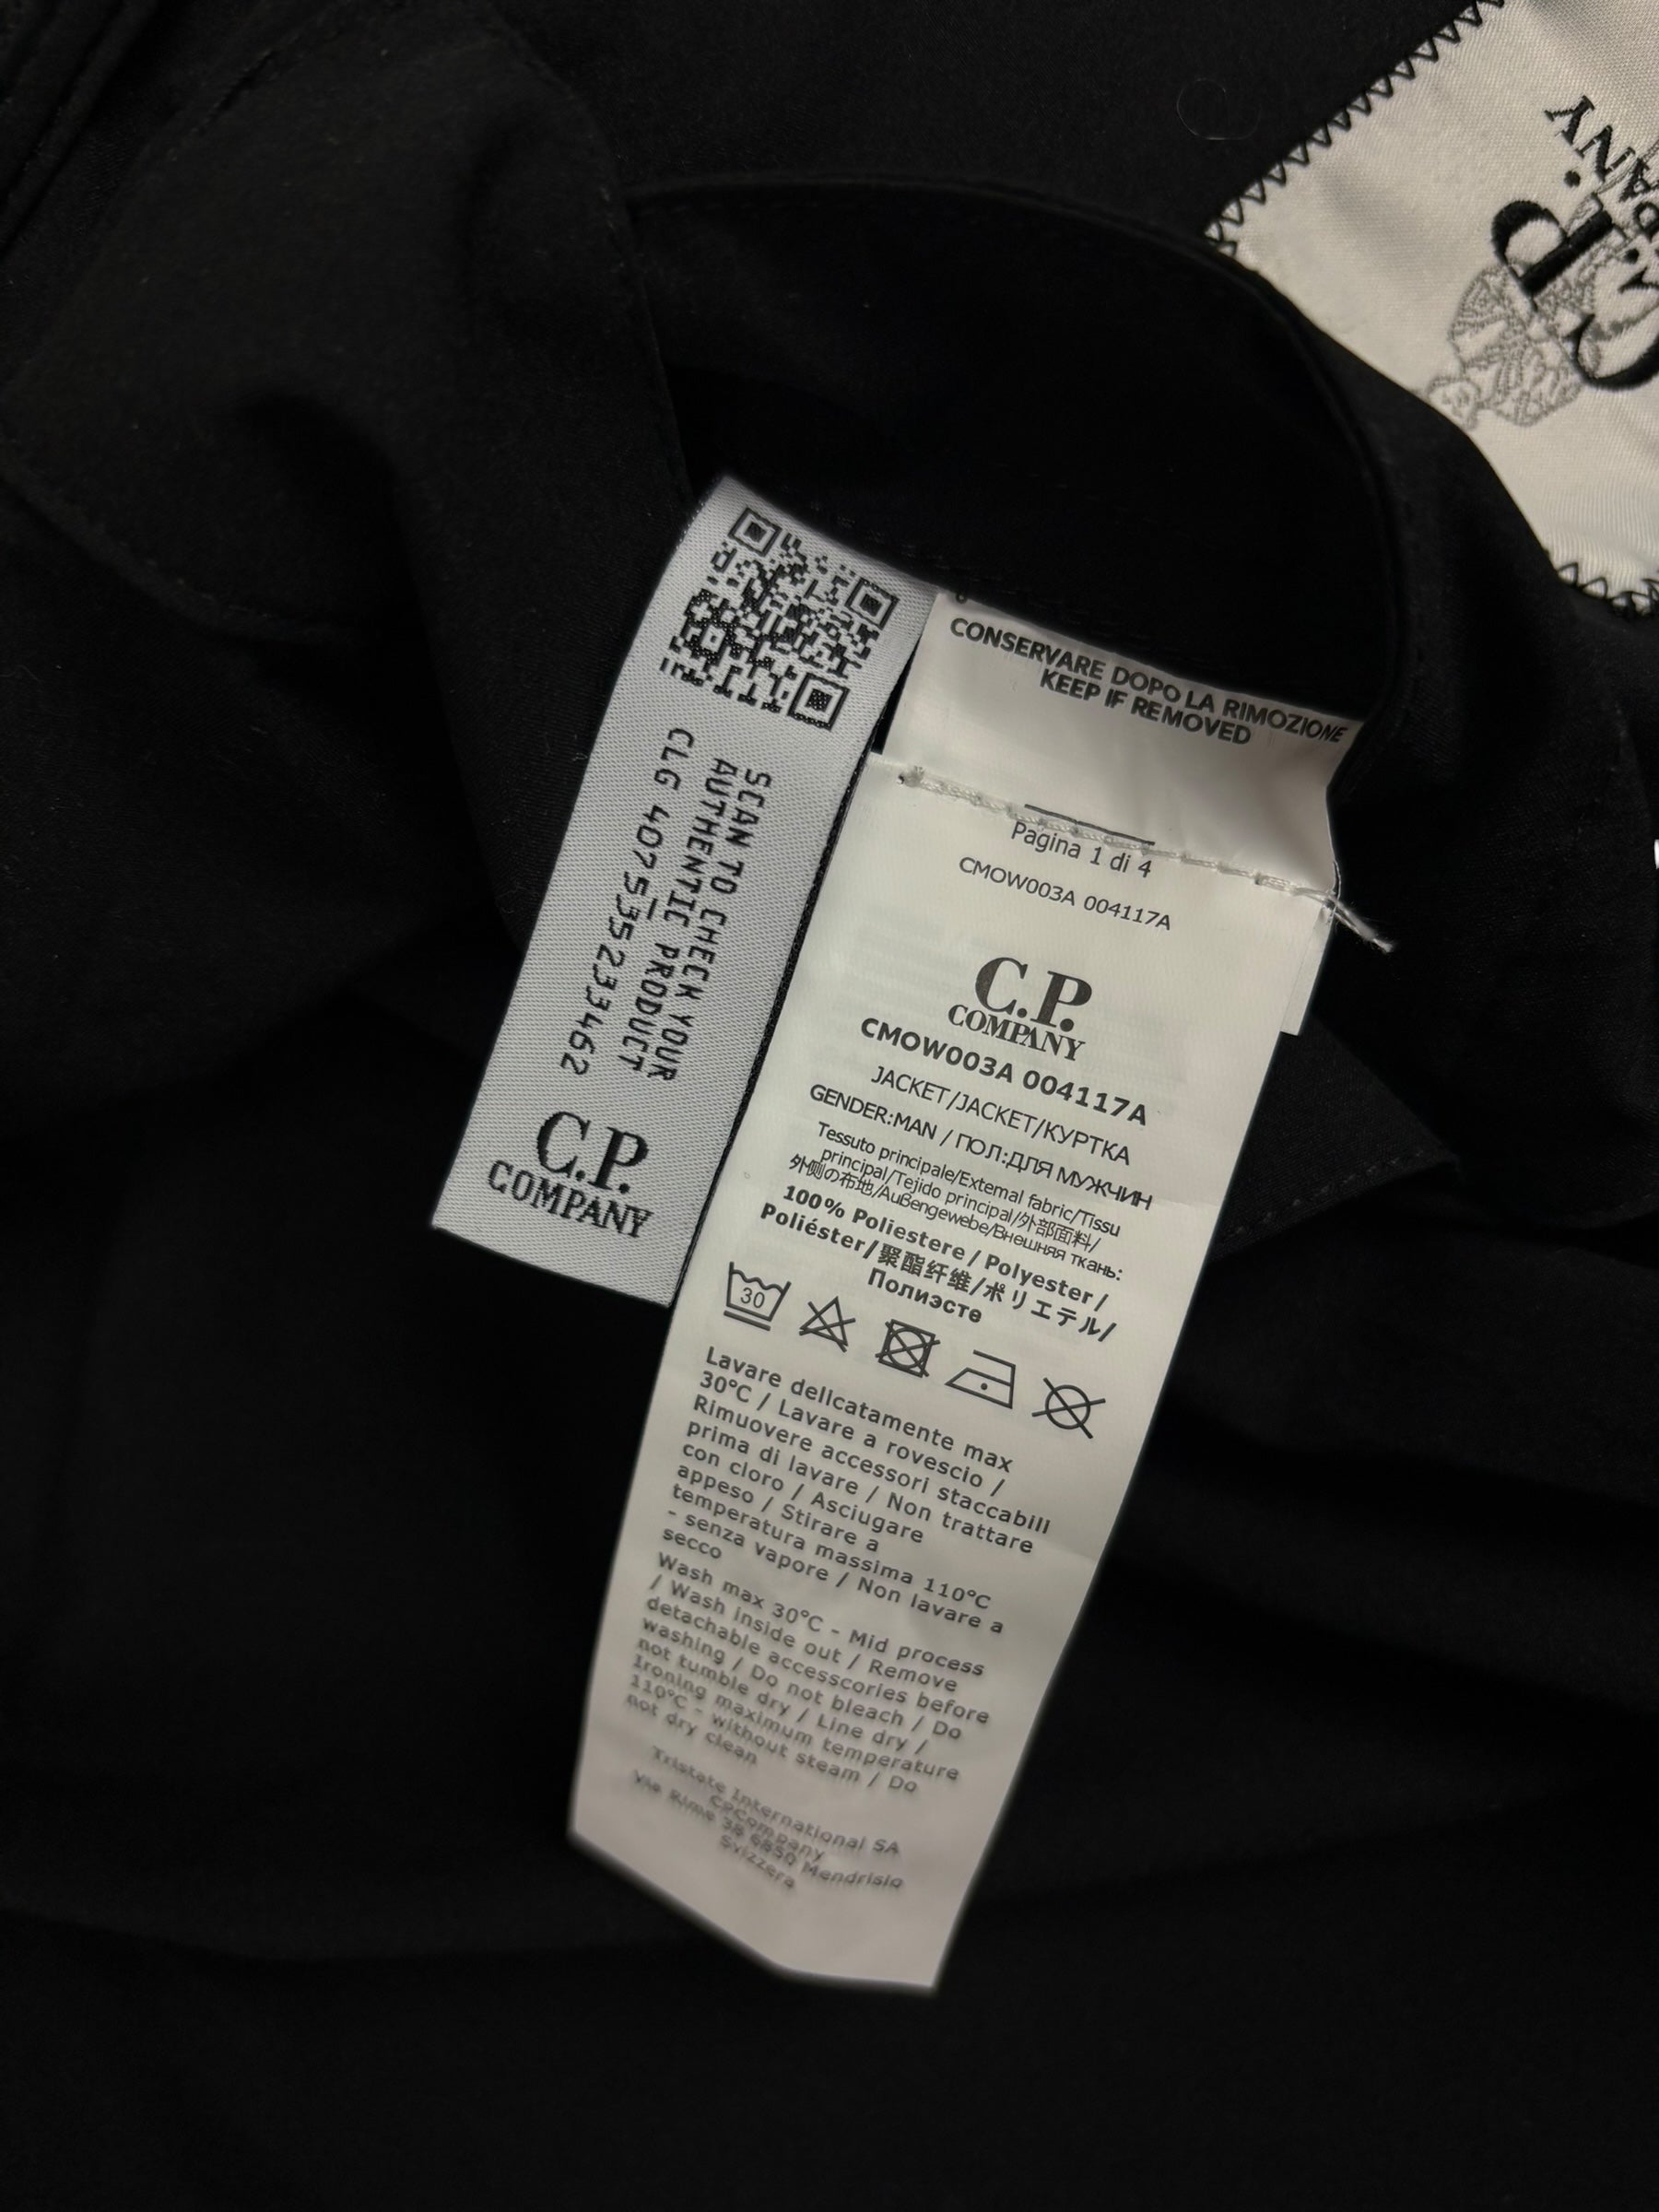 C.P.
COMPANY
SCAN TO CHECK YOUR
AUTHENTIC PRODUCT
CLG 407535233462
C.P.
COMPANY
CONSERVARE DOPO LA RIMOZIONE
KEEP IF REMOVED
Pagina 1 di 4
CMOW003A 004117A
C.P.
COMPANY
CMOW003A 004117A
JACKET/JACKET/КУРТКА
GENDER:MAN / ПОЛ:ДЛЯ МУЖЧИН
Tessuto principale/Extemal fabric/Tissu
principal/Tejido principal/外部面料/
外側の布地/Außengewebe/Внешняя ткань:
100% Poliestere / Polyester /
Poliéster/聚酯纤维/ポリエテル/
Полиэсте
30
Lavare delicatamente max
30°C / Lavare a rovescio /
Rimuovere accessori staccabili
prima di lavare / Non trattare
con cloro / Asciugare
appeso / Stirare a
temperatura massima 110°C
- senza vapore / Non lavare a
secco
Wash max 30°C - Mid process
/ Wash inside out / Remove
detachable accesscories before
washing / Do not bleach / Do
not tumble dry / Line dry /
Ironing maximum temperature
110°C - without steam / Do
not dry clean
Tristate International SA
CPCompany
Via Rime 38 6850 Mendrisio
Svizzera